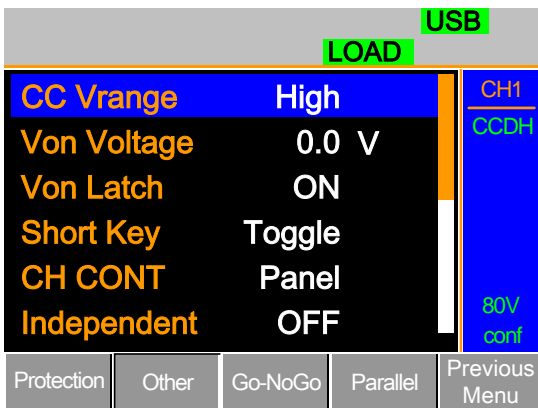 USB
LOAD
CC Vrange High
Von Voltage 0.0 V
Von Latch ON
Short Key Toggle
CH CONT Panel
Independent OFF
CH1
CCDH
80V
conf
Protection Other Go-NoGo Parallel Previous Menu